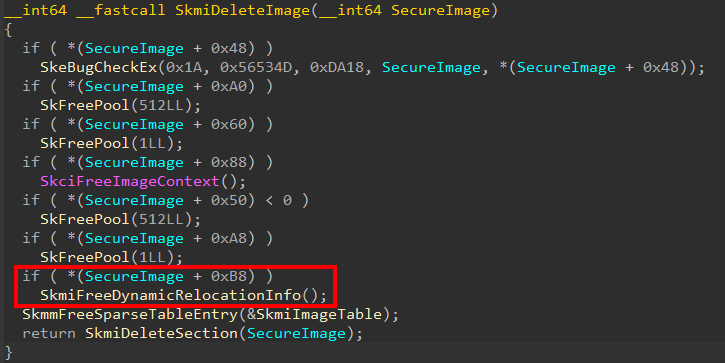 __int64 __fastcall SkmiDeleteImage(__int64 SecureImage)
{
if ( *(SecureImage + 0x48) )
SkeBugCheckEx(0x1A, 0x56534D, 0xDA18, SecureImage, *(SecureImage + 0x48));
if ( *(SecureImage + 0xA0) )
SkFreePool(512LL);
if ( *(SecureImage + 0x60) )
SkFreePool(1LL);
if ( *(SecureImage + 0x88) )
SkciFreeImageContext();
if ( *(SecureImage + 0x50) < 0 )
SkFreePool(512LL);
if ( *(SecureImage + 0xA8) )
SkFreePool(1LL);
if ( *(SecureImage + 0xB8) )
SkmiFreeDynamicRelocationInfo();
SkmmFreeSparseTableEntry(&SkmiImageTable);
return SkmiDeleteSection(SecureImage);
}